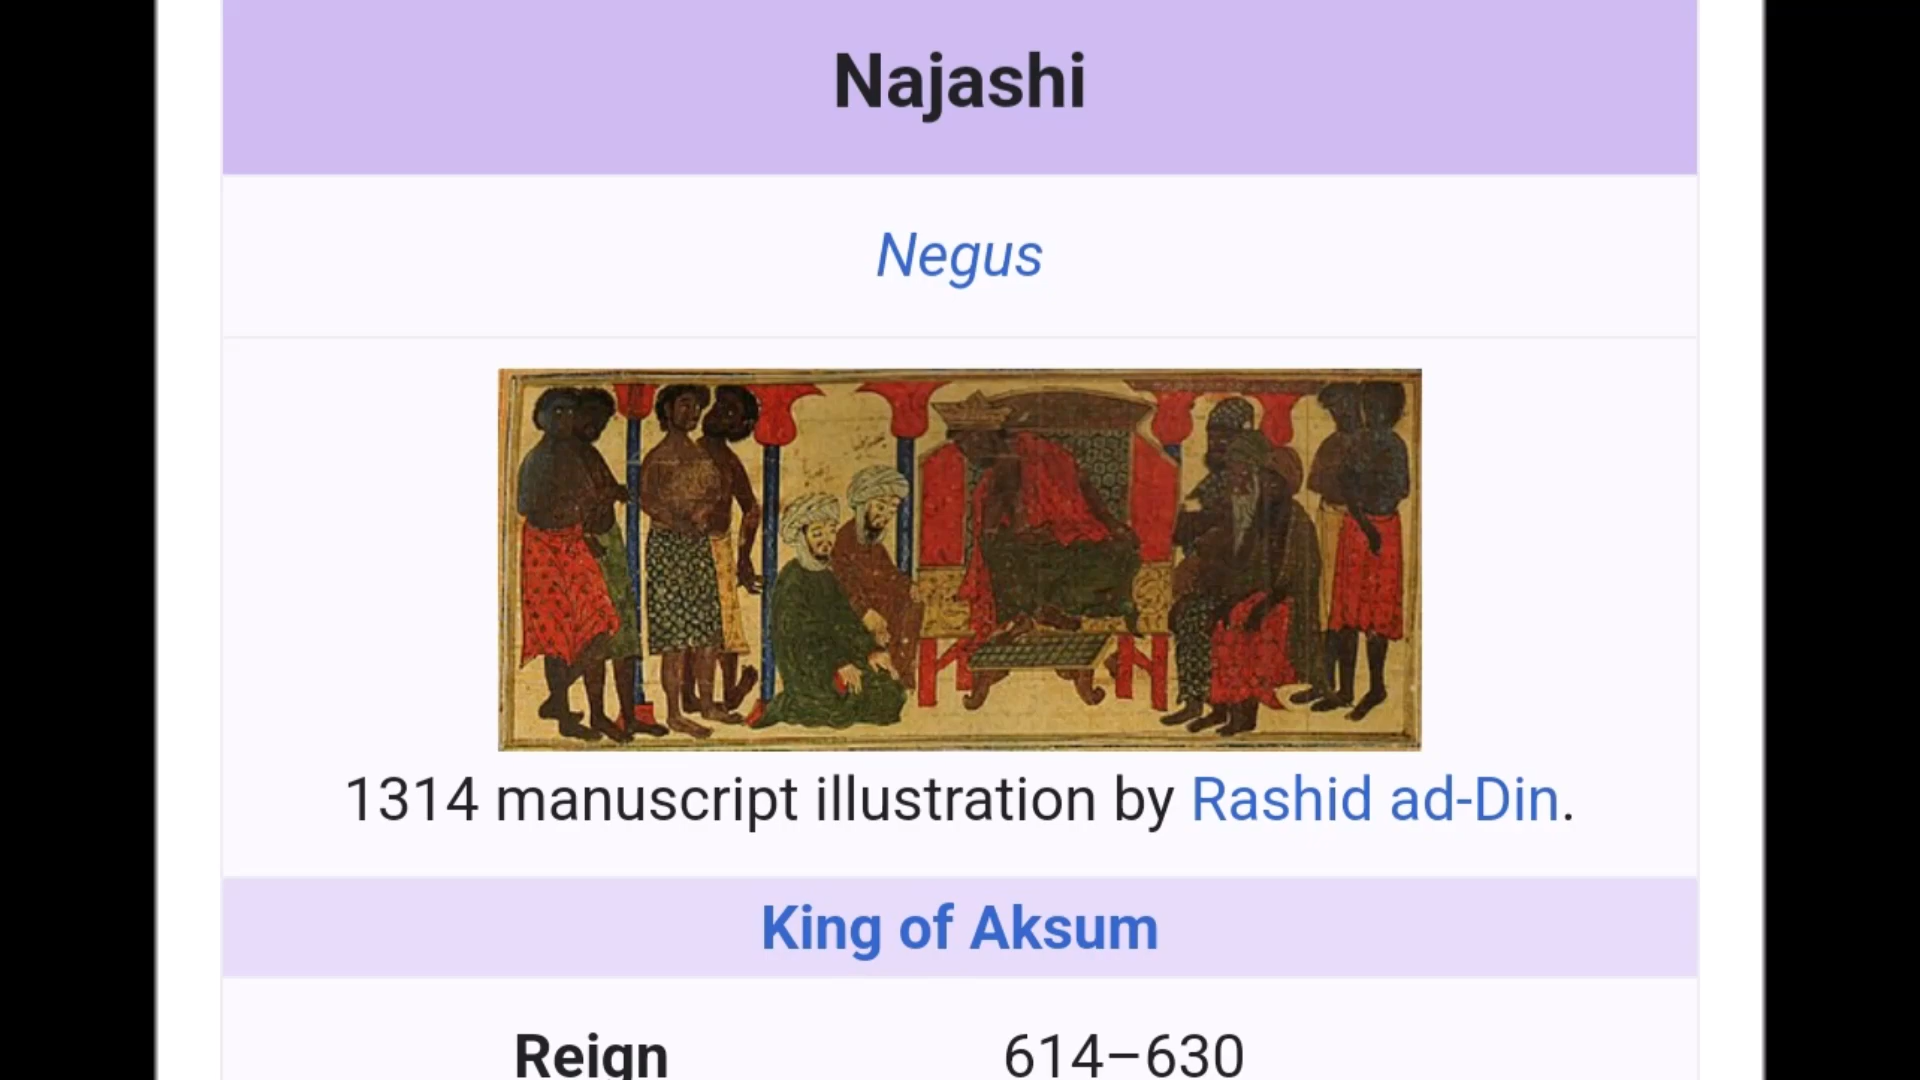 Najashi
Negus
1314 manuscript illustration by Rashid ad-Din.
King of Aksum
Reign 614–630